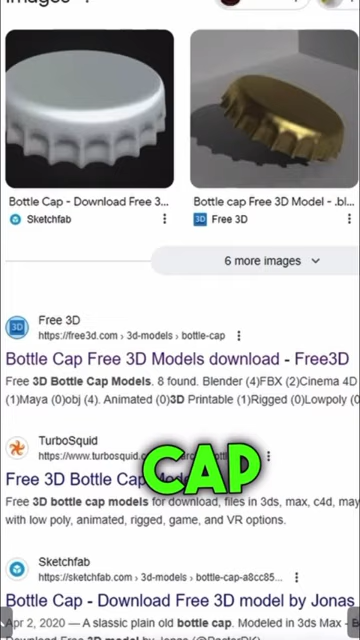 Images
Bottle Cap - Download Free 3...
Sketchfab
Bottle cap Free 3D Model - .bl...
3D Free 3D
6 more images
3D Free 3D
https://free3d.com › 3d-models › bottle-cap
Bottle Cap Free 3D Models download - Free3D
Free 3D Bottle Cap Models. 8 found. Blender (4)FBX (2)Cinema 4D
(1)Maya (0)obj (4). Animated (0)3D Printable (1)Rigged (0)Lowpoly (0
TurboSquid
https://www.turbosquid.c
CAP
Free 3D Bottle Cap
Free 3D bottle cap models for download, files in 3ds, max, c4d, may
with low poly, animated, rigged, game, and VR options.
Sketchfab
https://sketchfab.com › 3d-models › bottle-cap-a8cc85...
Bottle Cap - Download Free 3D model by Jonas
Apr 2, 2020 — A classic plain old bottle cap. Modeled in 3ds Max -